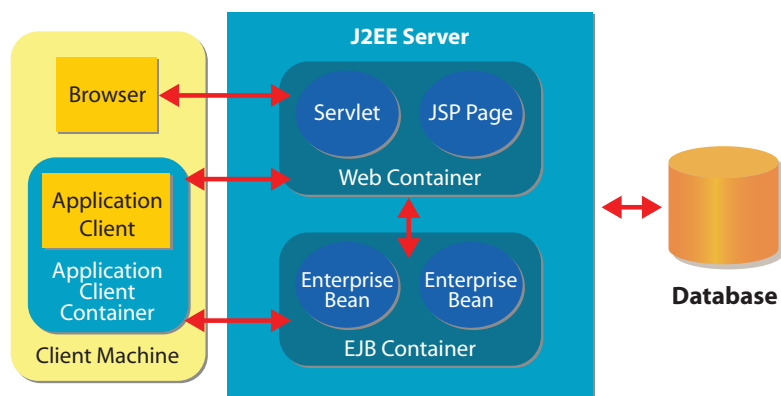 J2EE Server
Browser
Servlet
JSP Page
Web Container
Application
Client
Application
Client
Container
Client Machine
Enterprise
Bean
Enterprise
Bean
EJB Container
Database